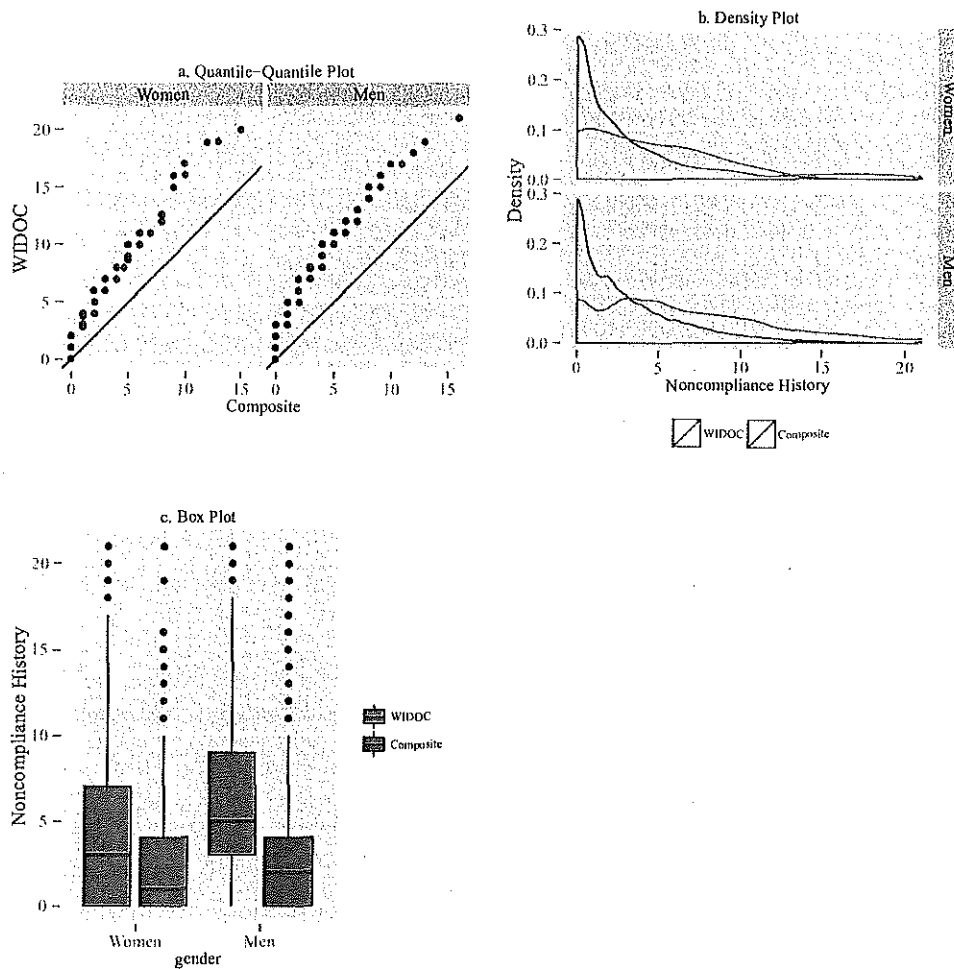 a. Quantile-Quantile Plot
Women
Men
WIDOC
20
15
10
5
0
0
5
10
15
0
5
10
15
Composite
b. Density Plot
0.3
0.2
0.1
0.0
Women
Density
0.3
0.2
0.1
0.0
Men
0
5
10
15
20
Noncompliance History
WIDOC
Composite
c. Box Plot
Noncompliance History
20
15
10
5
0
Women
Men
gender
WIDOC
Composite